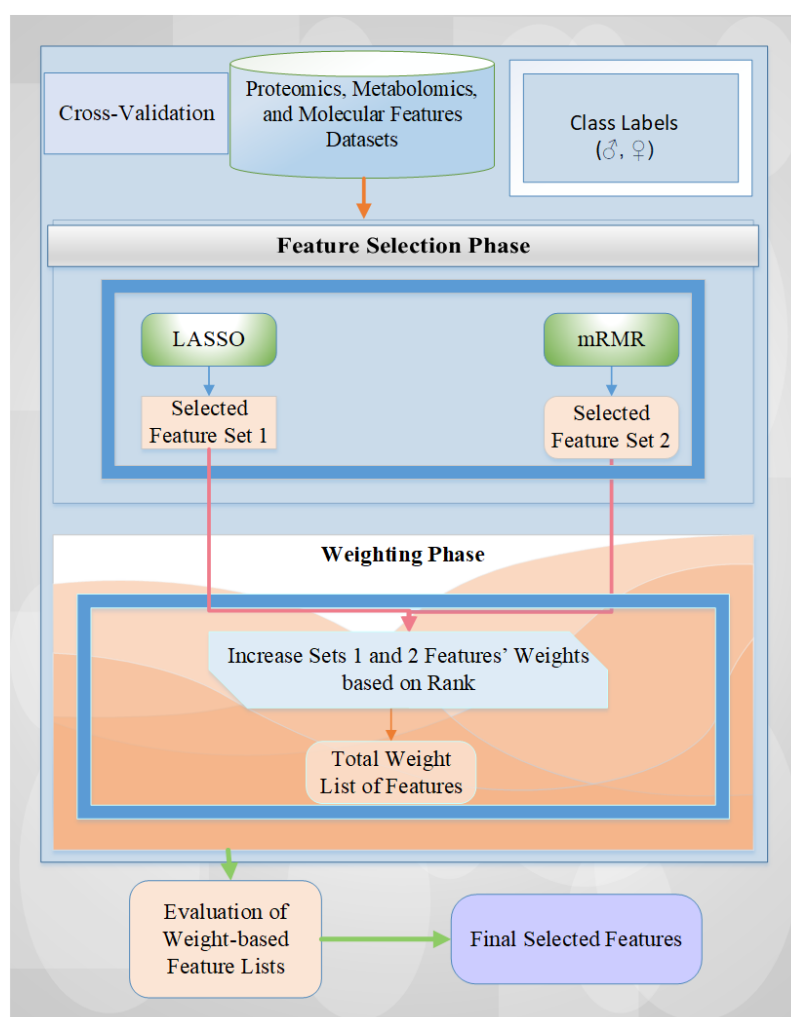 Cross-Validation
Proteomics, Metabolomics,
and Molecular Features
Datasets
Class Labels
(♂, ♀)
Feature Selection Phase
LASSO
mRMR
Selected
Feature Set 1
Selected
Feature Set 2
Weighting Phase
Increase Sets 1 and 2 Features’ Weights
based on Rank
Total Weight
List of Features
Evaluation of
Weight-based
Feature Lists
Final Selected Features